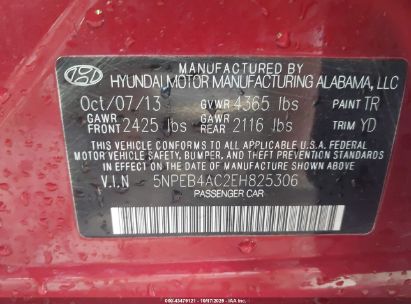 MANUFACTURED BY
HYUNDAI MOTOR MANUFACTURING ALABAMA, LLC
Oct/07/13 GVWR 4365 lbs PAINT TR
GAWR FRONT 2425 lbs GAWR REAR 2116 lbs TRIM YD
THIS VEHICLE CONFORMS TO ALL APPLICABLE U.S.A. FEDERAL
MOTOR VEHICLE SAFETY, BUMPER, AND THEFT PREVENTION STANDARDS
IN EFFECT ON THE DATE OF MANUFACTURE SHOWN ABOVE.
V.I.N 5NPEB4AC2EH825306
PASSENGER CAR